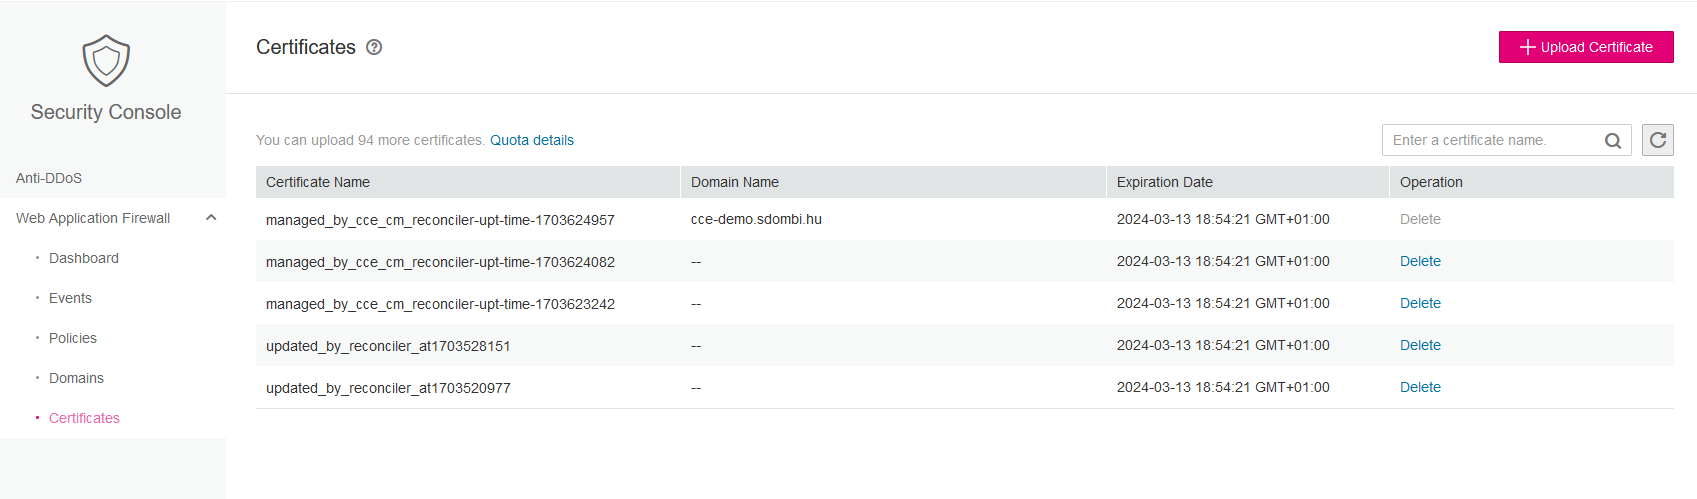 Security Console
Anti-DDoS
Web Application Firewall
Dashboard
Events
Policies
Domains
Certificates
Certificates ?
+ Upload Certificate
You can upload 94 more certificates. Quota details
Enter a certificate name.
Certificate Name Domain Name Expiration Date Operation
managed_by_cce_cm_reconciler-upt-time-1703624957 cce-demo.sdombi.hu 2024-03-13 18:54:21 GMT+01:00 Delete
managed_by_cce_cm_reconciler-upt-time-1703624082 -- 2024-03-13 18:54:21 GMT+01:00 Delete
managed_by_cce_cm_reconciler-upt-time-1703623242 -- 2024-03-13 18:54:21 GMT+01:00 Delete
updated_by_reconciler_at1703528151 -- 2024-03-13 18:54:21 GMT+01:00 Delete
updated_by_reconciler_at1703520977 -- 2024-03-13 18:54:21 GMT+01:00 Delete